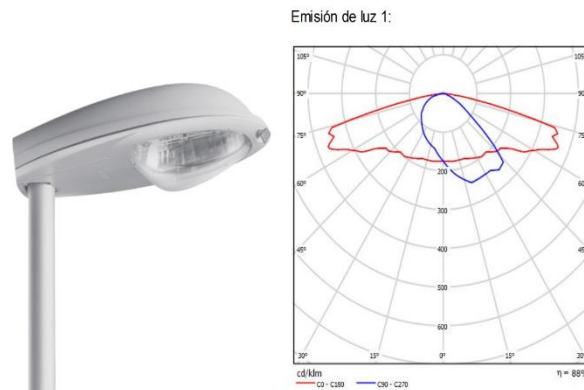 Emisión de luz 1:
105° 105°
90° 90°
75° 75°
60° 60°
45° 45°
200
300
400
500
600
30° 15° 0° 15° 30°
cd/klm η = 88%
C0 - C180 C90 - C270